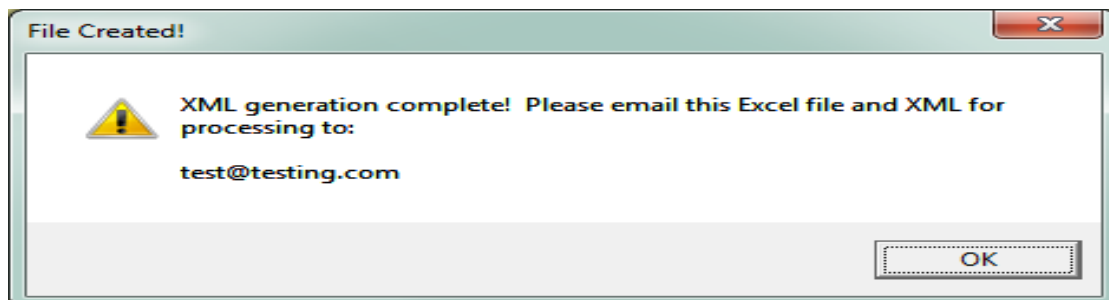 File Created!
XML generation complete!  Please email this Excel file and XML for
processing to:
test@testing.com
OK